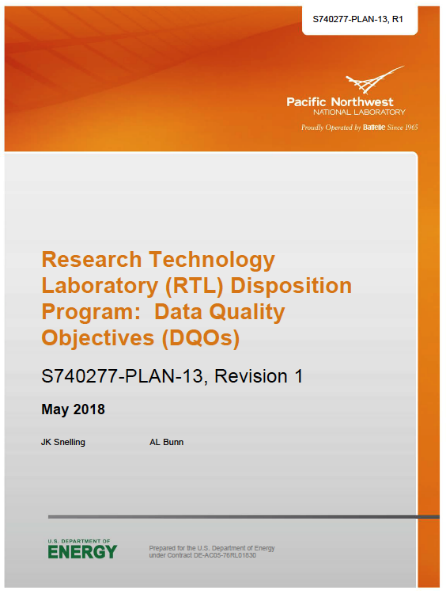 S740277-PLAN-13, R1
Pacific Northwest
NATIONAL LABORATORY
Proudly Operated by Battelle Since 1965
Research Technology
Laboratory (RTL) Disposition
Program:  Data Quality
Objectives (DQOs)
S740277-PLAN-13, Revision 1
May 2018
JK Snelling AL Bunn
U.S. DEPARTMENT OF
ENERGY
Prepared for the U.S. Department of Energy
under Contract DE-AC05-76RL01830